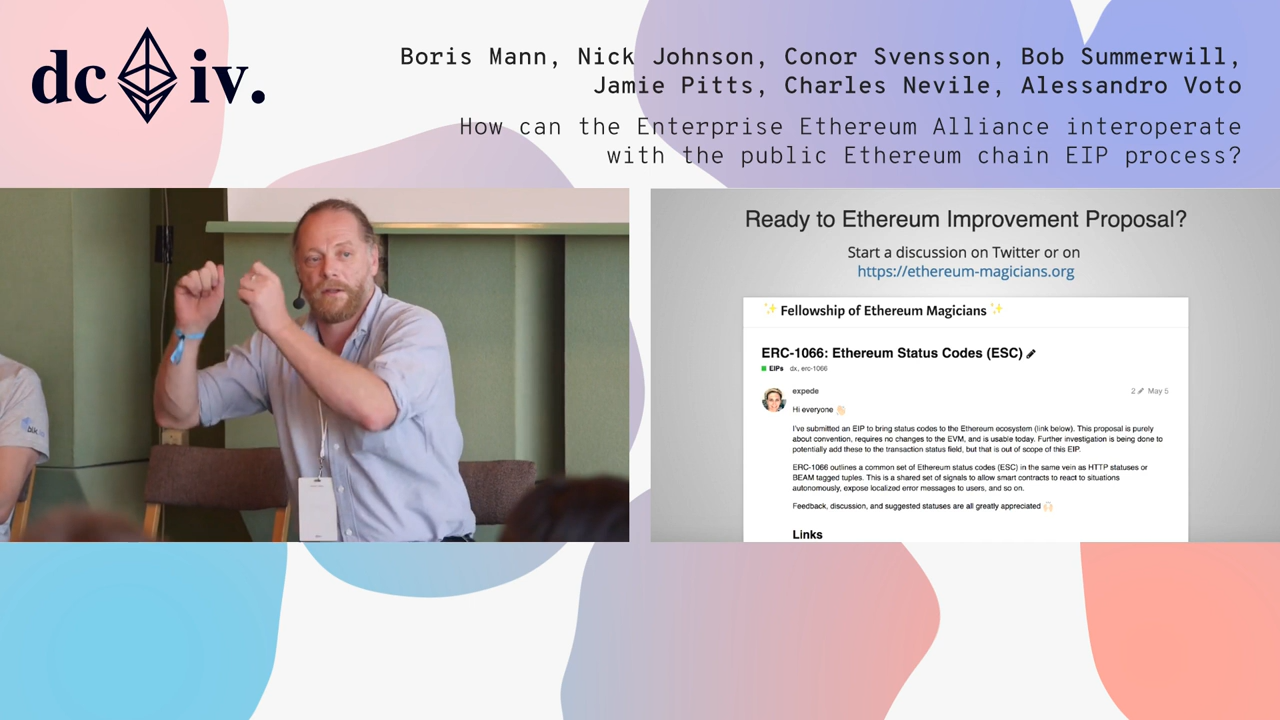 dc iv.
Boris Mann, Nick Johnson, Conor Svensson, Bob Summerwill,
Jamie Pitts, Charles Nevile, Alessandro Voto
How can the Enterprise Ethereum Alliance interoperate
with the public Ethereum chain EIP process?
Ready to Ethereum Improvement Proposal?
Start a discussion on Twitter or on
https://ethereum-magicians.org
✨ Fellowship of Ethereum Magicians ✨
ERC-1066: Ethereum Status Codes (ESC)
EIPs dx, erc-1066
expede
2 May 5
Hi everyone 👋🏻
I've submitted an EIP to bring status codes to the Ethereum ecosystem (link below). This proposal is purely
about convention, requires no changes to the EVM, and is usable today. Further investigation is being done to
potentially add these to the transaction status field, but that is out of scope of this EIP.
ERC-1066 outlines a common set of Ethereum status codes (ESC) in the same vein as HTTP statuses or
BEAM tagged tuples. This is a shared set of signals to allow smart contracts to react to situations
autonomously, expose localized error messages to users, and so on.
Feedback, discussion, and suggested statuses are all greatly appreciated 🙌🏻
Links